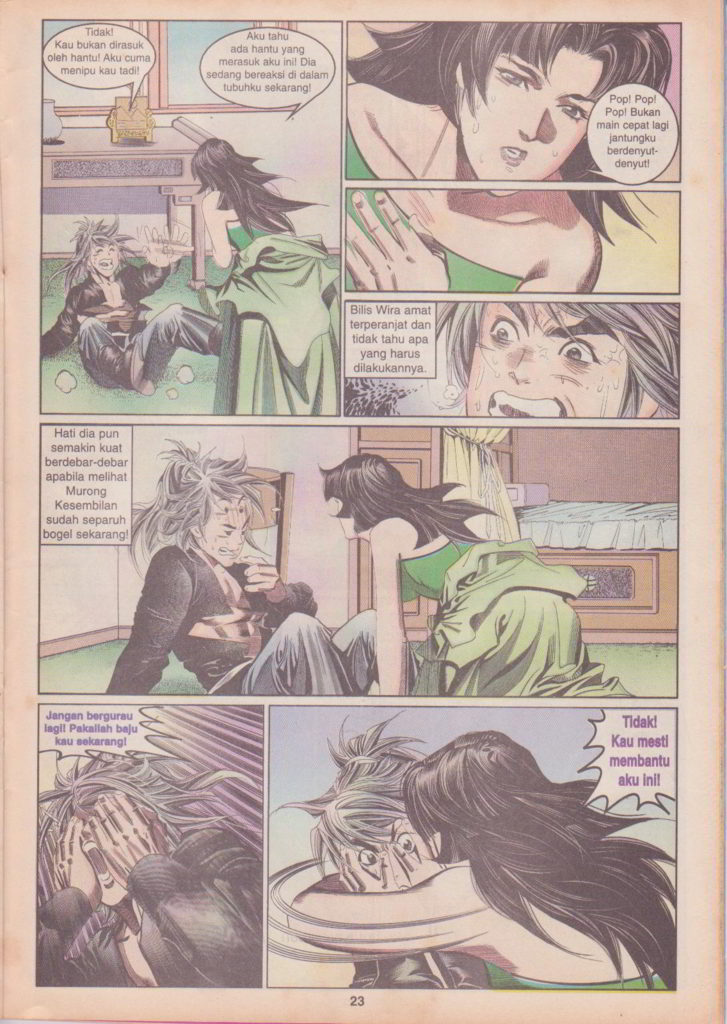 Tidak!
Kau bukan dirasuk
oleh hantu! Aku cuma
menipu kau tadi!
Aku tahu
ada hantu yang
merasuk aku ini! Dia
sedang bereaksi di dalam
tubuhku sekarang!
Pop! Pop!
Pop! Bukan
main cepat lagi
jantungku
berdenyut-
denyut!
Bilis Wira amat
terperanjat dan
tidak tahu apa
yang harus
dilakukannya.
Hati dia pun
semakin kuat
berdebar-debar
apabila melihat
Murong
Kesembilan
sudah separuh
bogel sekarang!
Jangan bergurau
lagi! Pakailah baju
kau sekarang!
Tidak!
Kau mesti
membantu
aku ini!
23